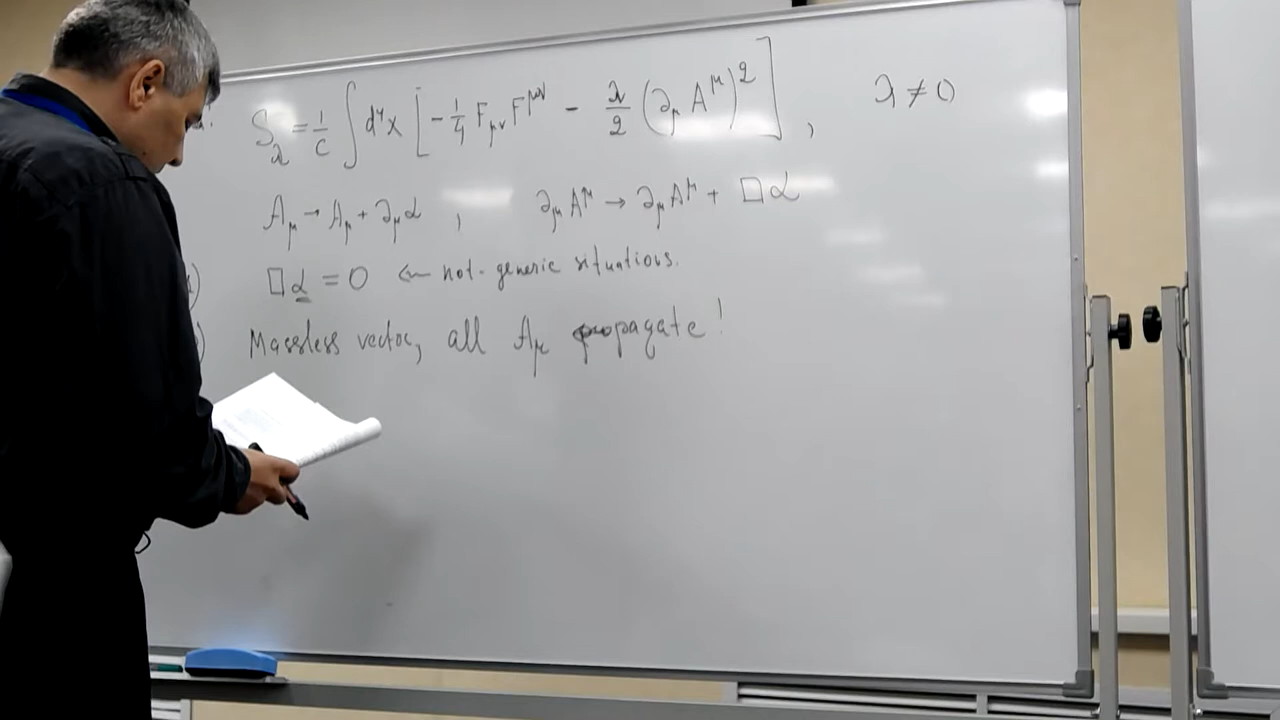 S_λ = 1/c ∫ d⁴x [ -1/4 F_μν F^μν - λ/2 (∂_μ A^μ)² ] , λ ≠ 0
A_μ → A_μ + ∂_μ α , ∂_μ A^μ → ∂_μ A^μ + □α
□α = 0 ← not-generic situations.
Massless vector, all A_μ propagate!